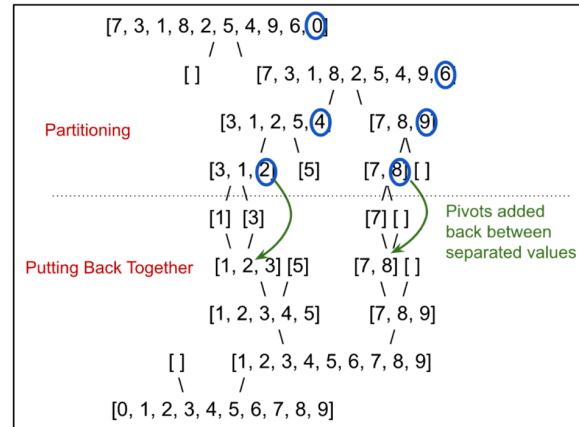 [7, 3, 1, 8, 2, 5, 4, 9, 6, 0]
[ ] [7, 3, 1, 8, 2, 5, 4, 9, 6]
Partitioning
[3, 1, 2, 5, 4] [7, 8, 9]
[3, 1, 2] [5] [7, 8] [ ]
[1] [3] [7] [ ]
Pivots added
back between
separated values
Putting Back Together
[1, 2, 3] [5] [7, 8] [ ]
[1, 2, 3, 4, 5] [7, 8, 9]
[ ] [1, 2, 3, 4, 5, 6, 7, 8, 9]
[0, 1, 2, 3, 4, 5, 6, 7, 8, 9]